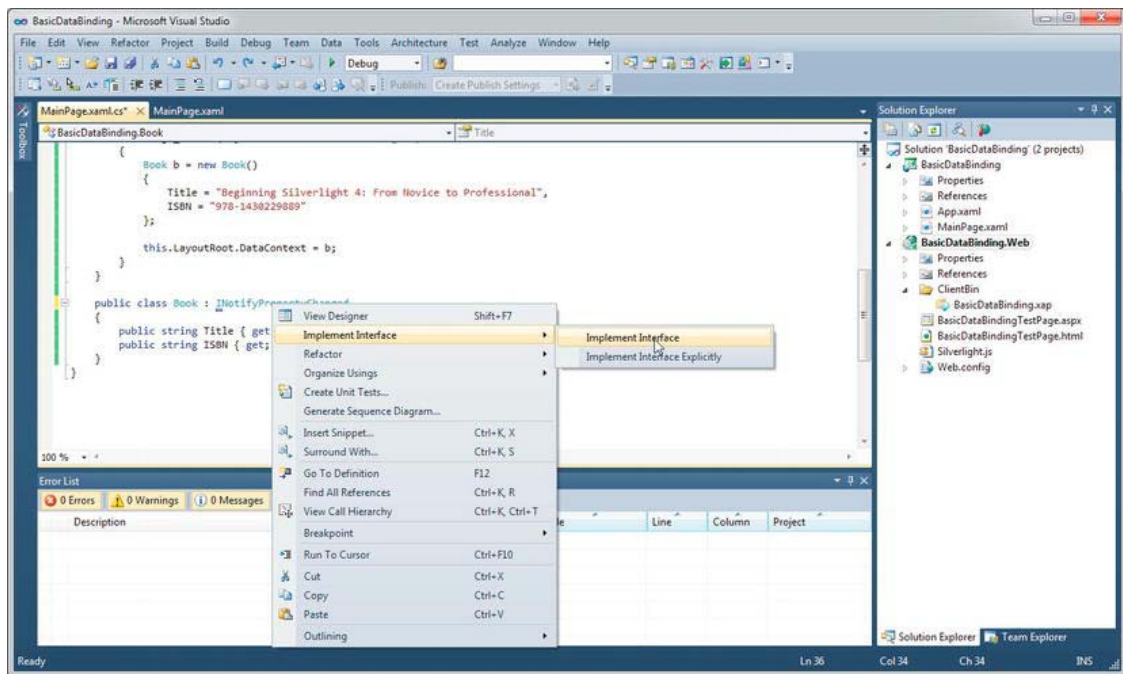 BasicDataBinding - Microsoft Visual Studio
File Edit View Refactor Project Build Debug Team Data Tools Architecture Test Analyze Window Help
Debug
Publish: Create Publish Settings
Toolbox
MainPage.xaml.cs* MainPage.xaml
BasicDataBinding.Book Title
{
Book b = new Book()
{
Title = "Beginning Silverlight 4: From Novice to Professional",
ISBN = "978-1430229889"
};
this.LayoutRoot.DataContext = b;
}
}
public class Book : INotifyPropertyChanged
{
public string Title { get
public string ISBN { get;
}
}
100 %
View Designer Shift+F7
Implement Interface
Refactor
Organize Usings
Create Unit Tests...
Generate Sequence Diagram...
Insert Snippet... Ctrl+K, X
Surround With... Ctrl+K, S
Go To Definition F12
Find All References Ctrl+K, R
View Call Hierarchy Ctrl+K, Ctrl+T
Breakpoint
Run To Cursor Ctrl+F10
Cut Ctrl+X
Copy Ctrl+C
Paste Ctrl+V
Outlining
Implement Interface
Implement Interface Explicitly
Error List
0 Errors 0 Warnings 0 Messages
Description Line Column Project
Solution Explorer
Solution 'BasicDataBinding' (2 projects)
BasicDataBinding
Properties
References
App.xaml
MainPage.xaml
BasicDataBinding.Web
Properties
References
ClientBin
BasicDataBinding.xap
BasicDataBindingTestPage.aspx
BasicDataBindingTestPage.html
Silverlight.js
Web.config
Solution Explorer Team Explorer
Ready Ln 36 Col 34 Ch 34 INS